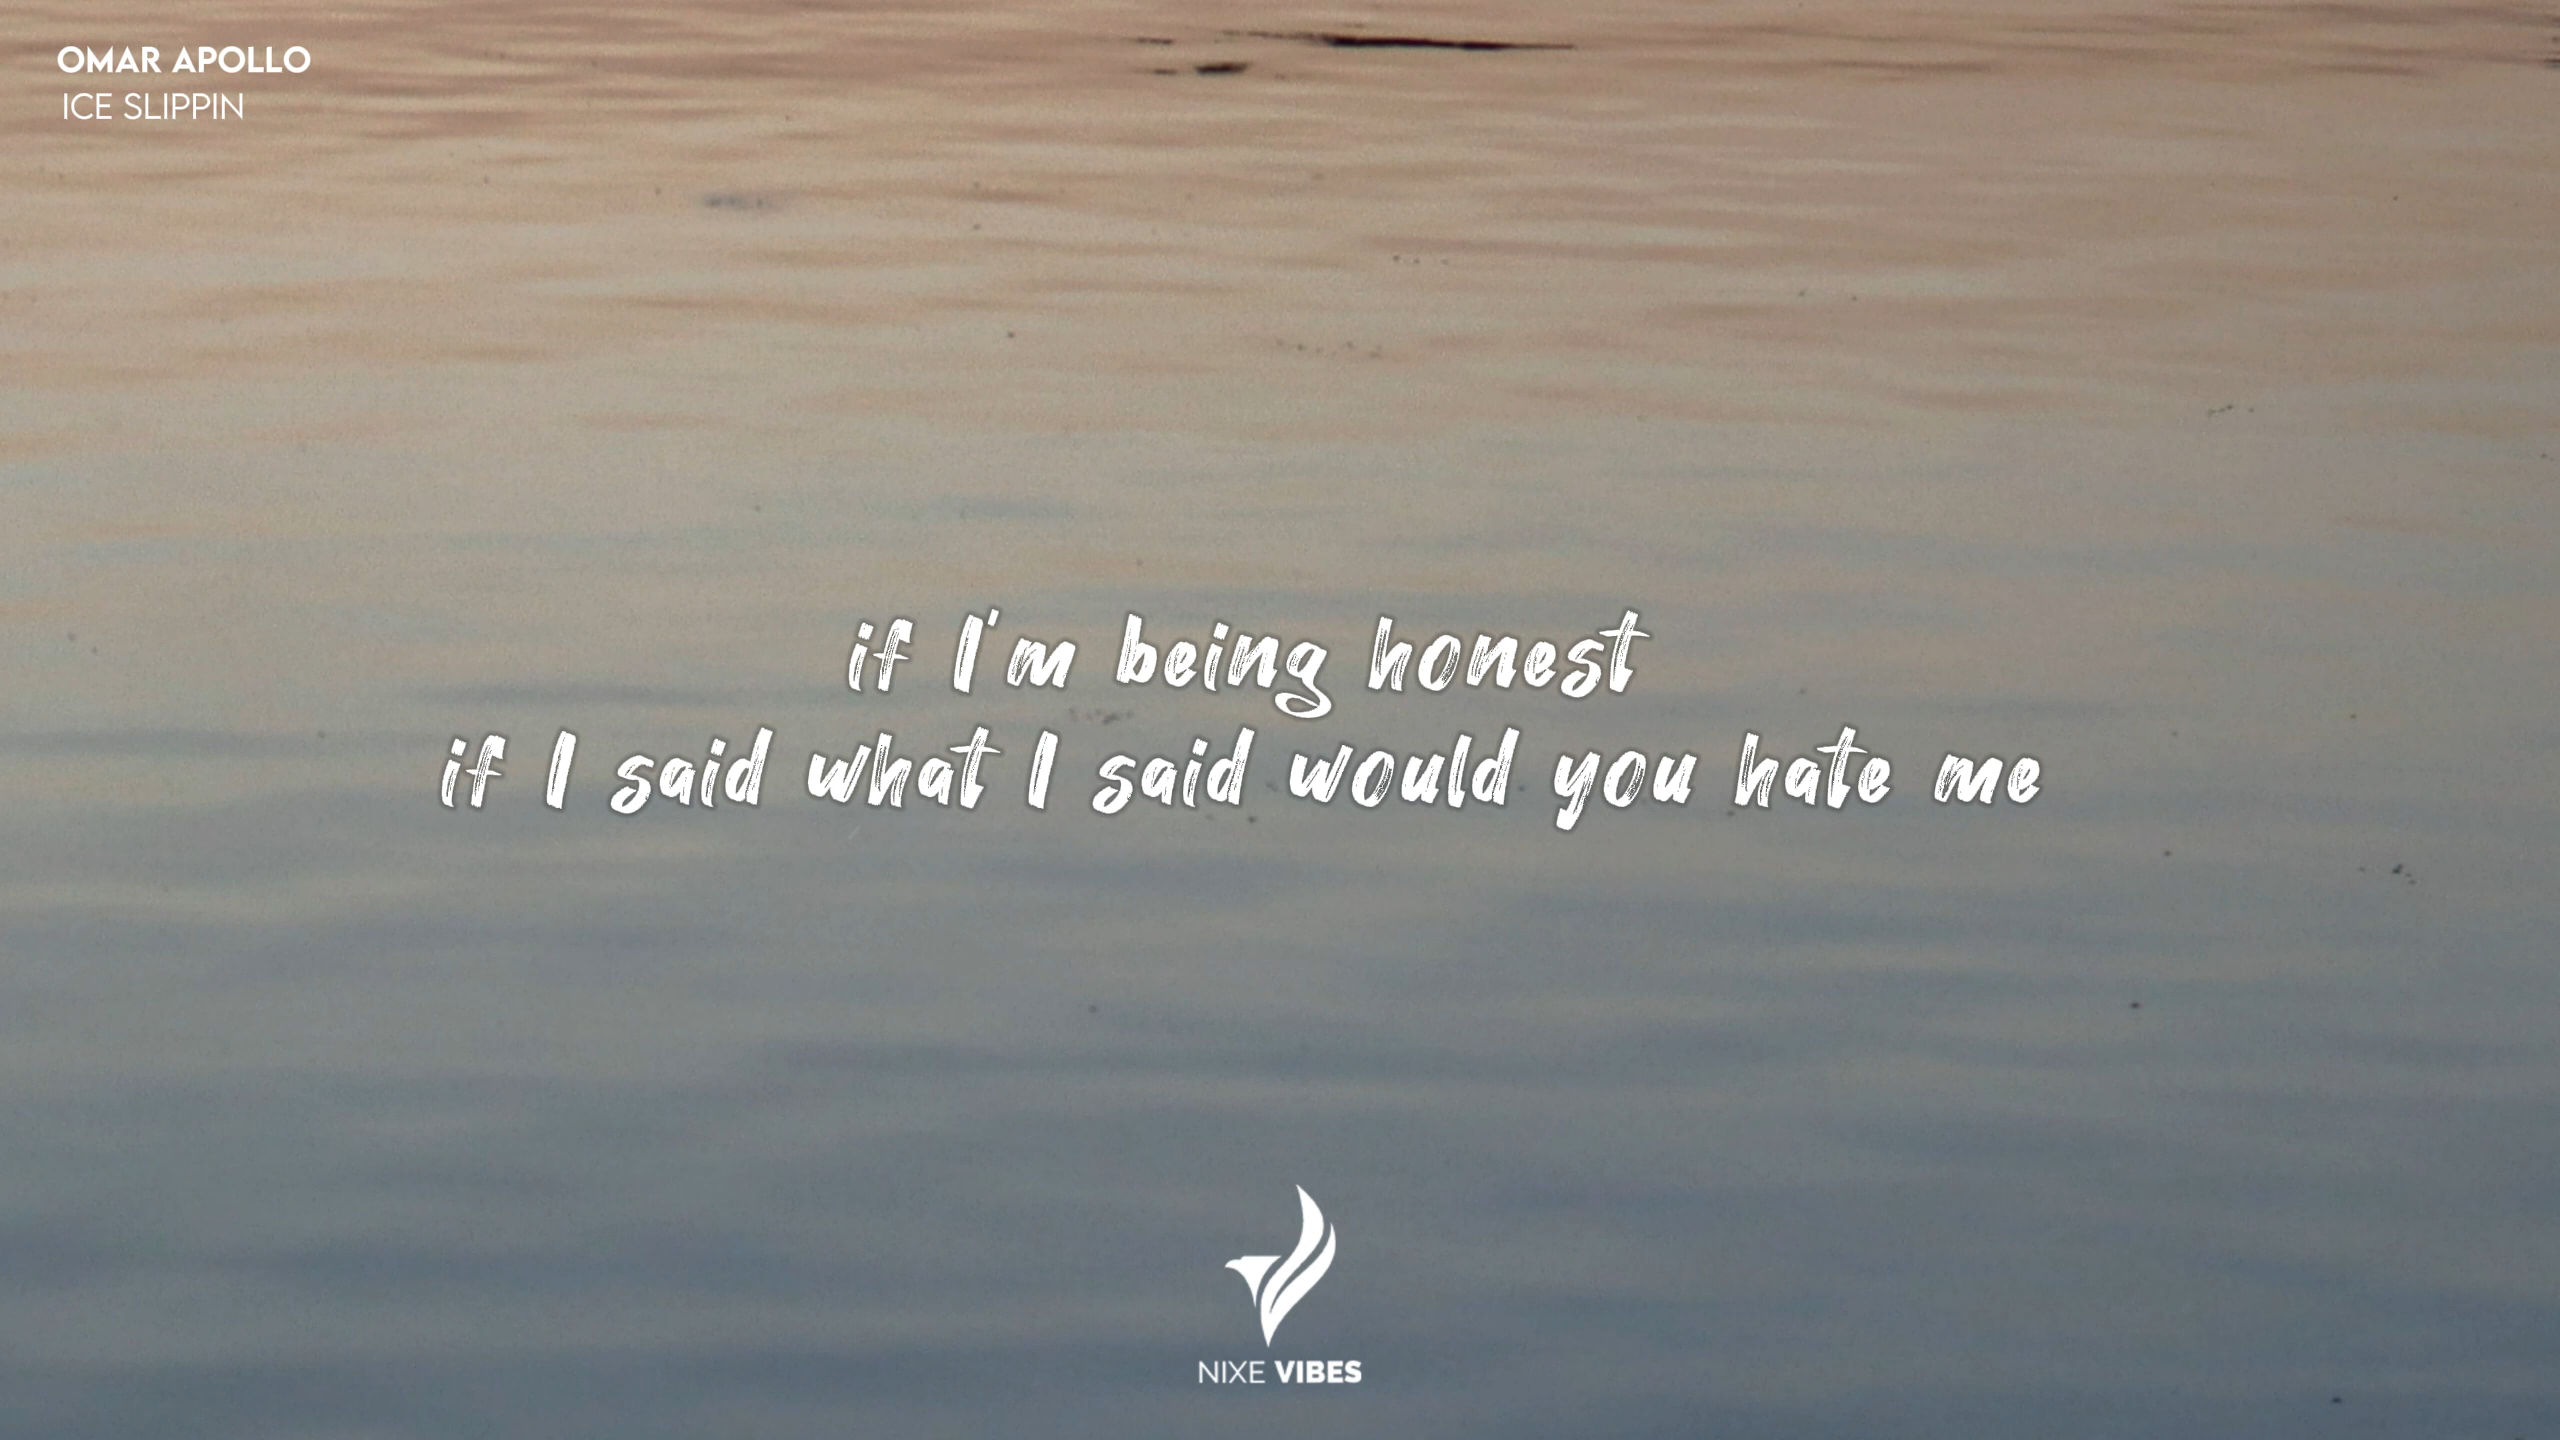 OMAR APOLLO
ICE SLIPPIN
if I'm being honest
if I said what I said would you hate me
NIXE VIBES